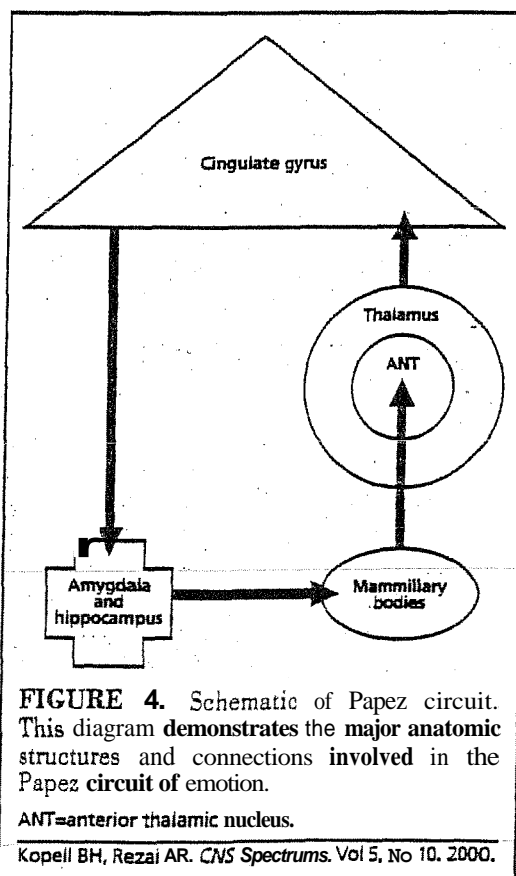 Cingulate gyrus
Thalamus
ANT
Amygdala
and
hippocampus
Mammillary
bodies
FIGURE 4. Schematic of Papez circuit.
This diagram demonstrates the major anatomic
structures and connections involved in the
Papez circuit of emotion.
ANT=anterior thalamic nucleus.
Kopell BH, Rezai AR. CNS Spectrums. Vol 5, No 10. 2000.